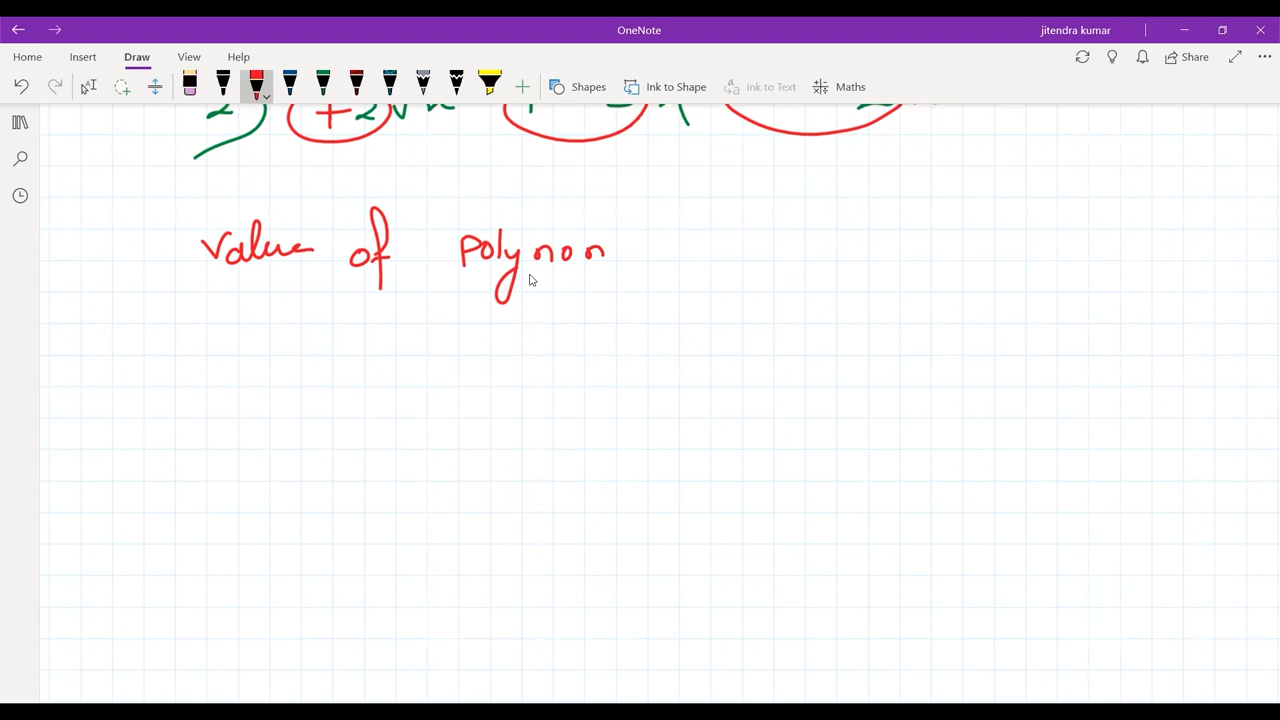 OneNote
jitendra kumar
Home Insert Draw View Help
Share
Shapes Ink to Shape Ink to Text Maths
value of polynon